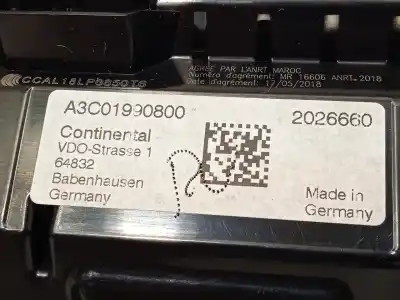 CCAL18LP0850T6
AGREE PAR L'ANRT MAROC
Numéro d'agrément: MR 16606 ANRT-2018
Date d'agrément: 17/05/2018
A3C01990800
2026660
Continental
VDO-Strasse 1
64832
Babenhausen
Germany
Made in
Germany